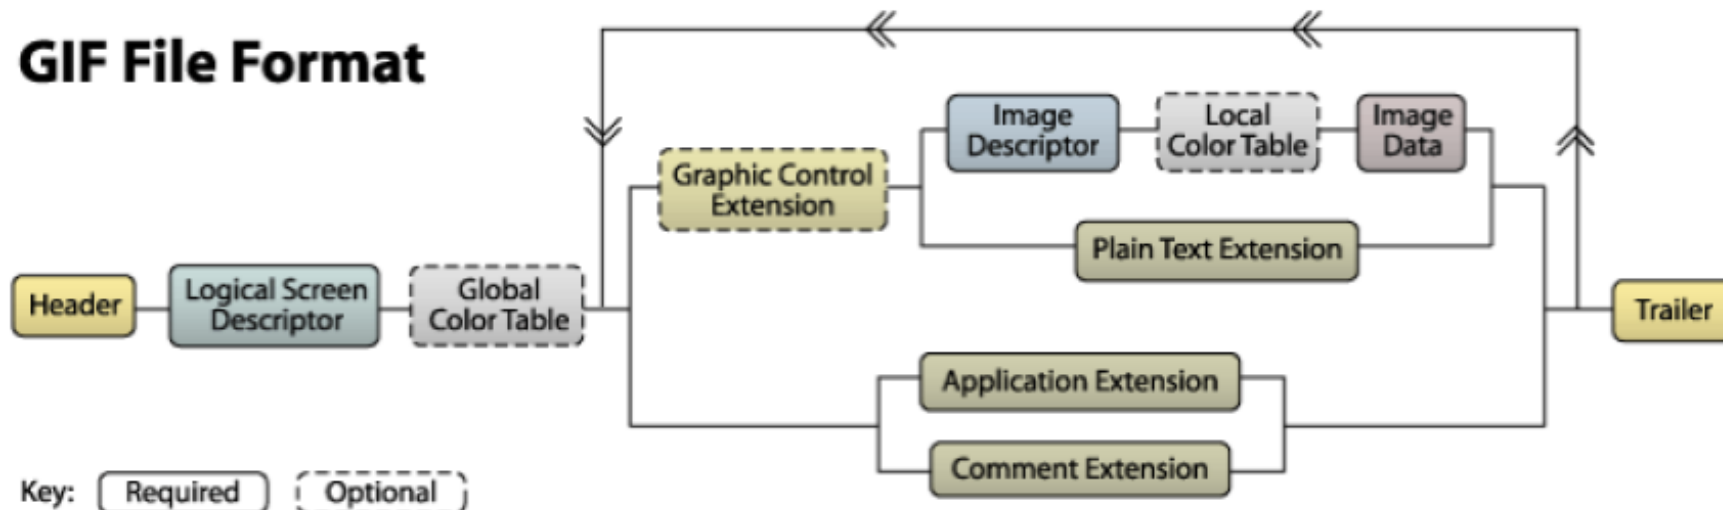 GIF File Format
Image
Descriptor
Local
Color Table
Image
Data
Graphic Control
Extension
Plain Text Extension
Header
Logical Screen
Descriptor
Global
Color Table
Trailer
Application Extension
Comment Extension
Key:
Required
Optional